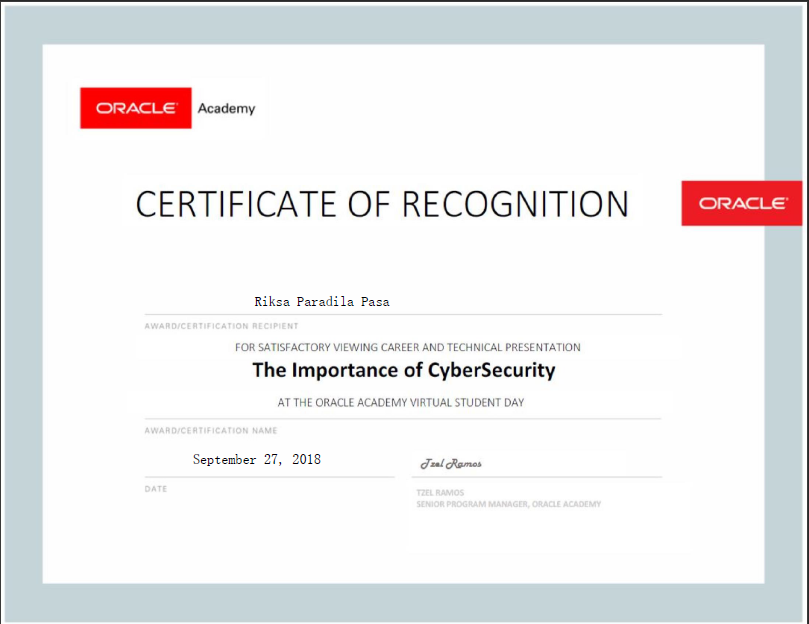 ORACLE Academy
CERTIFICATE OF RECOGNITION
ORACLE
Riksa Paradila Pasa
AWARD/CERTIFICATION RECIPIENT
FOR SATISFACTORY VIEWING CAREER AND TECHNICAL PRESENTATION
The Importance of CyberSecurity
AT THE ORACLE ACADEMY VIRTUAL STUDENT DAY
AWARD/CERTIFICATION NAME
September 27, 2018
Tzel Ramos
DATE
TZEL RAMOS
SENIOR PROGRAM MANAGER, ORACLE ACADEMY